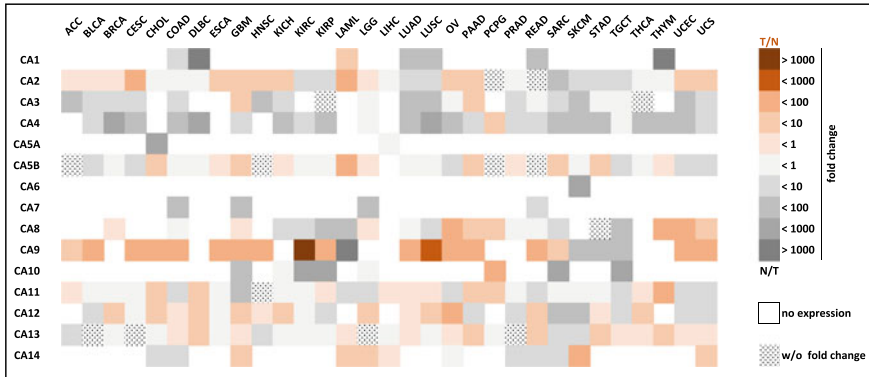 ACC BLCA BRCA CESC CHOL COAD DLBC ESCA GBM HNSC KICH KIRC KIRP LAML LGG LIHC LUAD LUSC OV PAAD PCPG PRAD READ SARC SKCM STAD TGCT THCA THYM UCEC UCS
T/N
CA1
> 1000
CA2
< 1000
CA3
< 100
CA4
< 10
CA5A
< 1
CA5B
< 1
CA6
< 10
CA7
< 100
CA8
< 1000
CA9
> 1000
fold change
CA10
N/T
CA11
CA12
no expression
CA13
CA14
w/o fold change